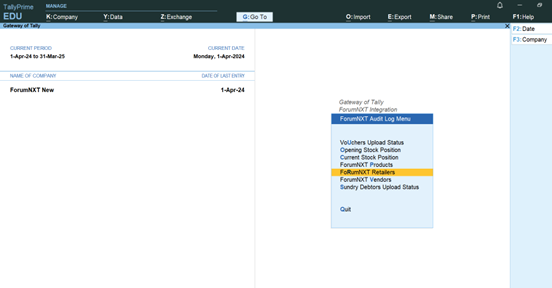 TallyPrime
EDU
MANAGE
K:Company
Y:Data
Z:Exchange
G:Go To
O:Import
E:Export
M:Share
P:Print
F1:Help
Gateway of Tally
F2:Date
F3:Company
CURRENT PERIOD
CURRENT DATE
1-Apr-24 to 31-Mar-25
Monday, 1-Apr-2024
NAME OF COMPANY
DATE OF LAST ENTRY
ForumNXT New
1-Apr-24
Gateway of Tally
ForumNXT Integration
ForumNXT Audit Log Menu
VoUchers Upload Status
Opening Stock Position
Current Stock Position
ForumNXT Products
FoRumNXT Retailers
ForumNXT Vendors
Sundry Debtors Upload Status
Quit